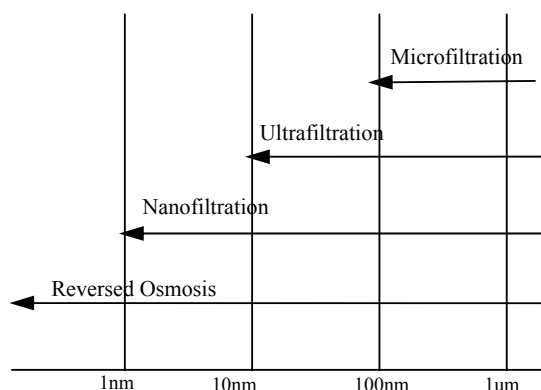 Microfiltration
Ultrafiltration
Nanofiltration
Reversed Osmosis
1nm 10nm 100nm 1um